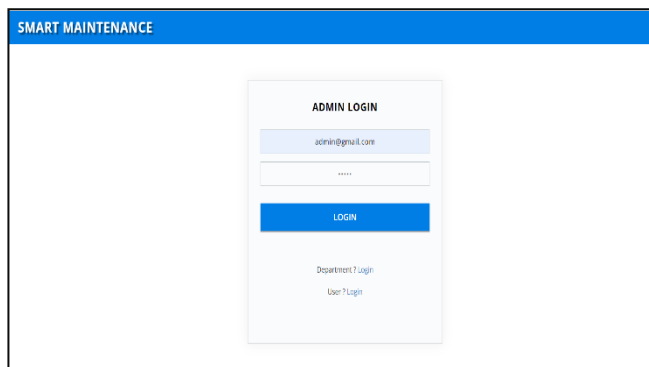 SMART MAINTENANCE
ADMIN LOGIN
admin@gmail.com
·····
LOGIN
Department ? Login
User ? Login